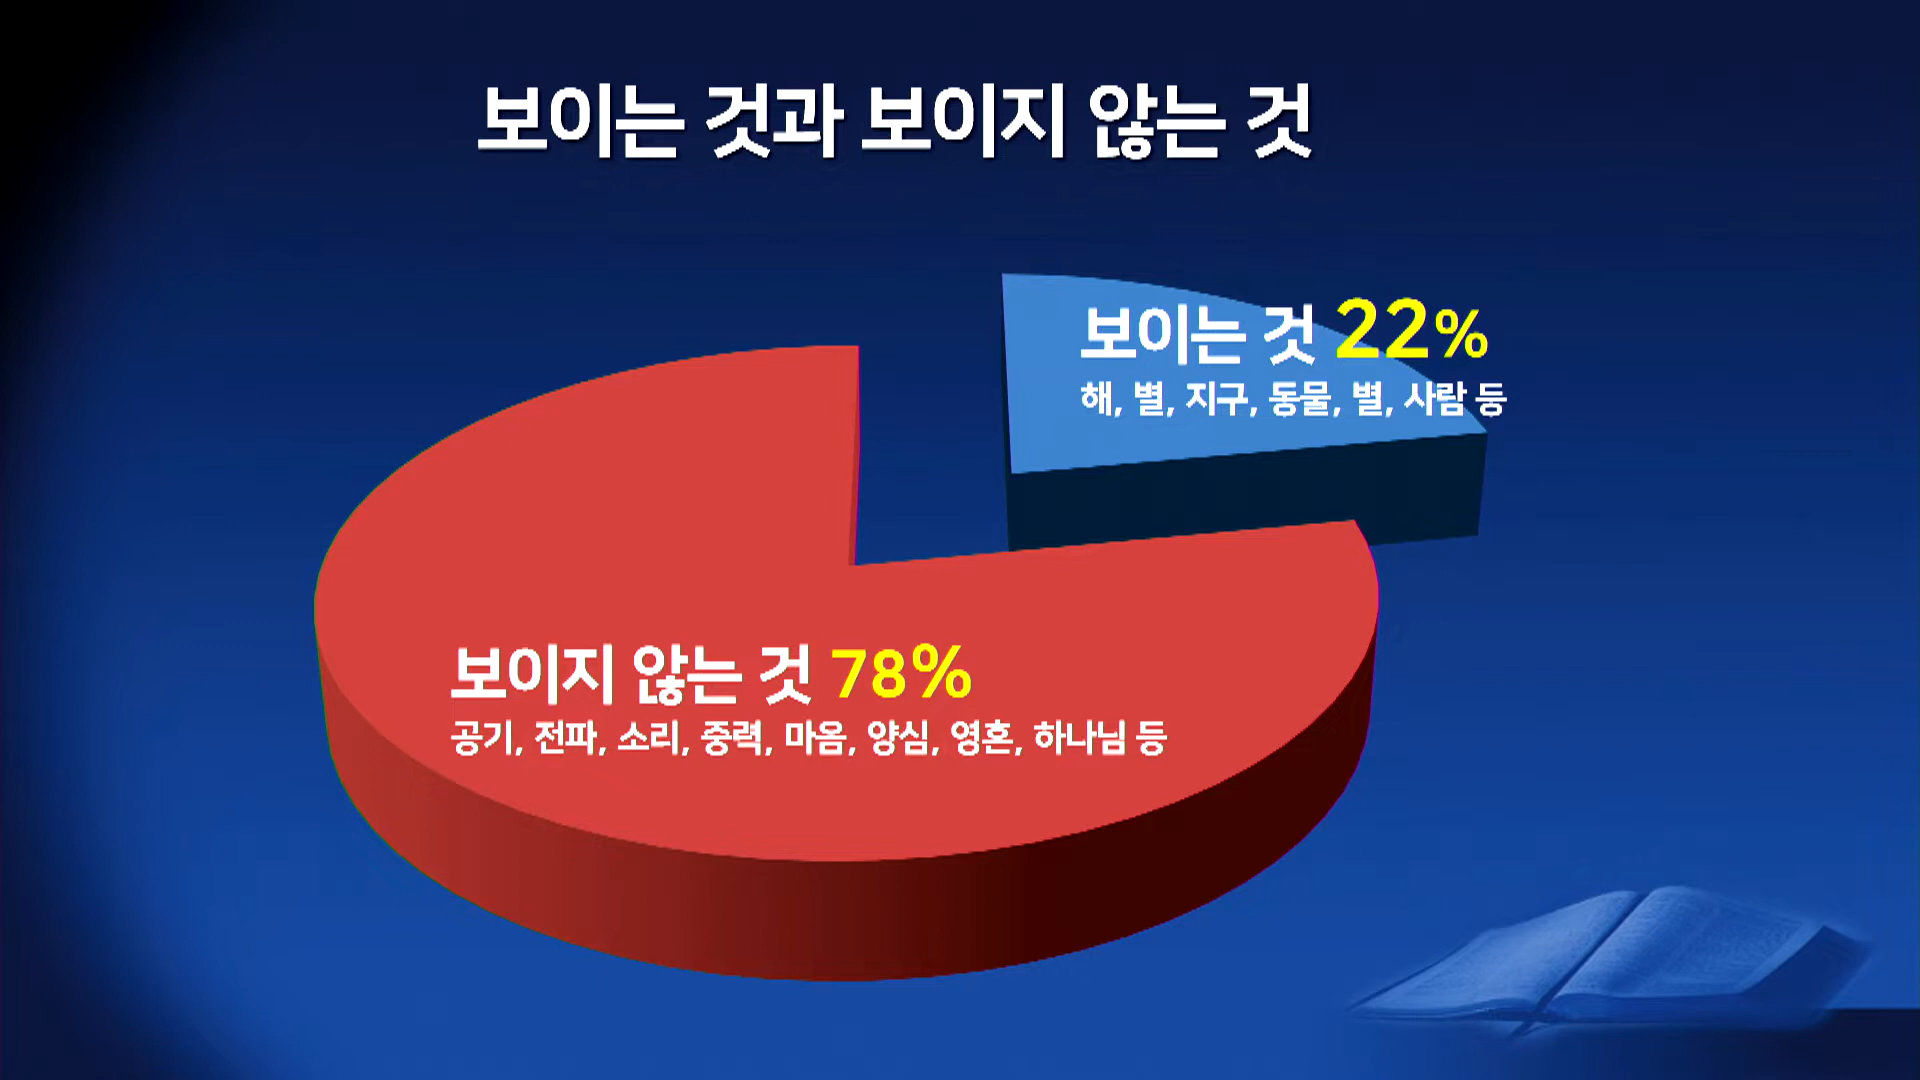 보이는 것과 보이지 않는 것
보이는 것 22%
해, 별, 지구, 동물, 별, 사람 둥
보이지 않는 것 78%
공기, 전파, 소리, 중력, 마옴, 양심, 영혼, 하나님 등